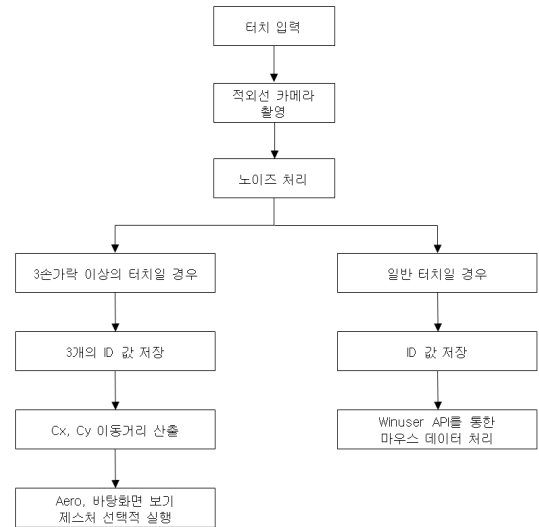 터치 입력
적외선 카메라
촬영
노이즈 처리
3손가락 이상의 터치일 경우
일반 터치일 경우
3개의 ID 값 저장
ID 값 저장
Cx, Cy 이동거리 산출
Winuser API를 통한
마우스 데이터 처리
Aero, 바탕화면 보기
제스처 선택적 실행